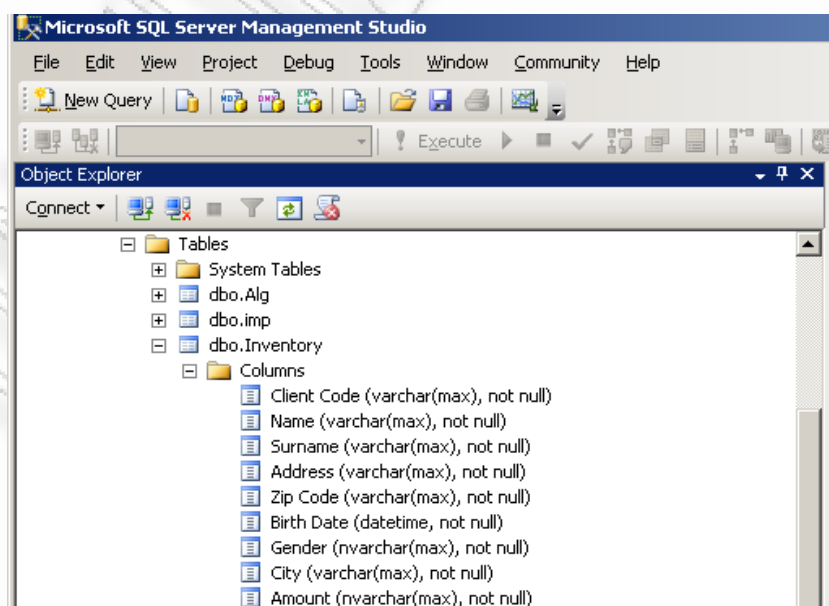 Microsoft SQL Server Management Studio
File Edit View Project Debug Tools Window Community Help
New Query
Execute
Object Explorer
Connect
Tables
System Tables
dbo.Alg
dbo.imp
dbo.Inventory
Columns
Client Code (varchar(max), not null)
Name (varchar(max), not null)
Surname (varchar(max), not null)
Address (varchar(max), not null)
Zip Code (varchar(max), not null)
Birth Date (datetime, not null)
Gender (nvarchar(max), not null)
City (varchar(max), not null)
Amount (nvarchar(max), not null)